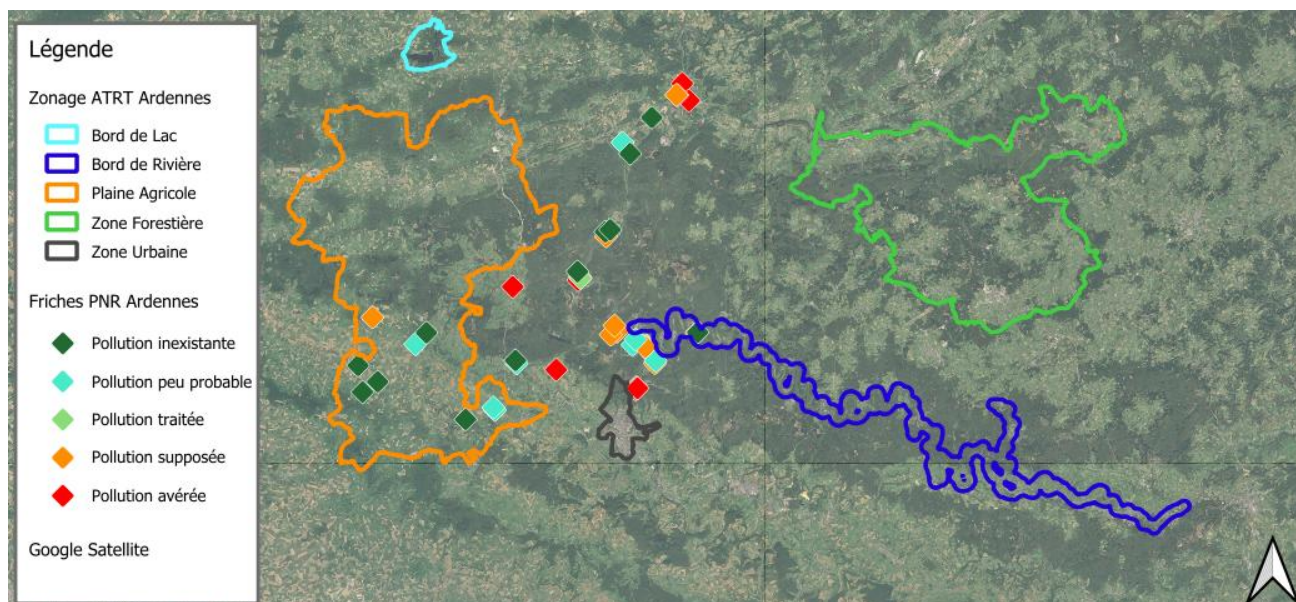 Légende
Zonage ATRT Ardennes
Bord de Lac
Bord de Rivière
Plaine Agricole
Zone Forestière
Zone Urbaine
Friches PNR Ardennes
Pollution inexistante
Pollution peu probable
Pollution traitée
Pollution supposée
Pollution avérée
Google Satellite